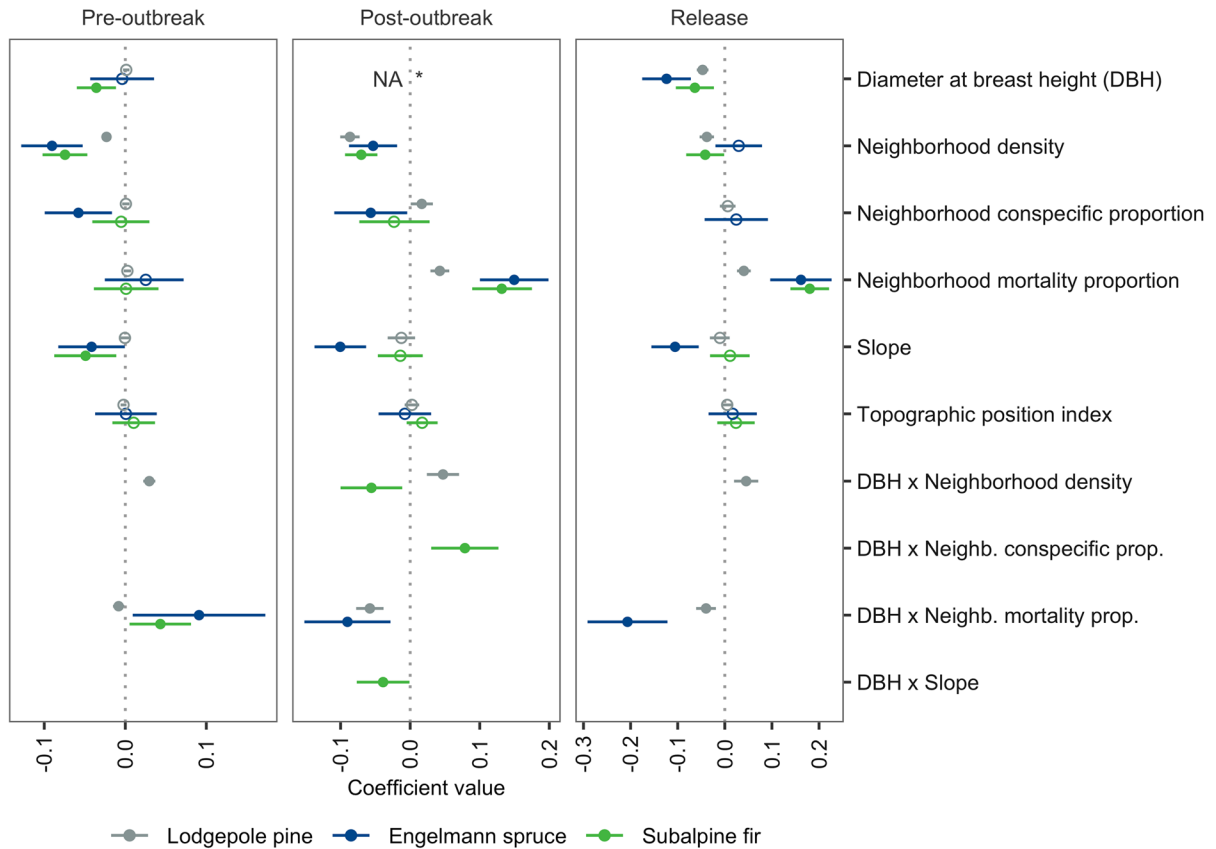 Pre-outbreak Post-outbreak Release
NA * Diameter at breast height (DBH)
Neighborhood density
Neighborhood conspecific proportion
Neighborhood mortality proportion
Slope
Topographic position index
DBH x Neighborhood density
DBH x Neighb. conspecific prop.
DBH x Neighb. mortality prop.
DBH x Slope
-0.1 0.0 0.1 -0.1 0.0 0.1 0.2 -0.3 -0.2 -0.1 0.0 0.1 0.2
Coefficient value
Lodgepole pine Engelmann spruce Subalpine fir